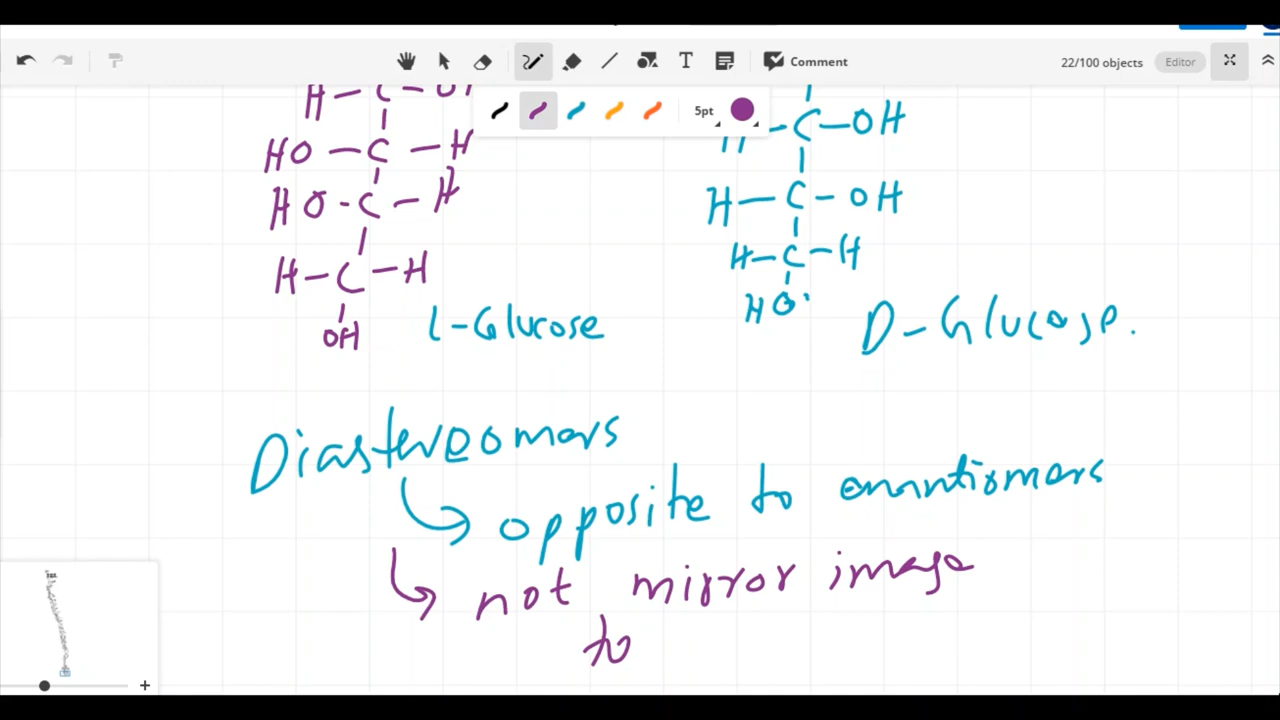 Comment
22/100 objects
Editor
5pt
H - C - OH
- C - OH
HO - C - H
HO - C - H
H - C - OH
H - C - H
H - C - H
OH
HO
L-Glucose
D-Glucose.
Diastereomers
opposite to enantiomers
not mirror image
to